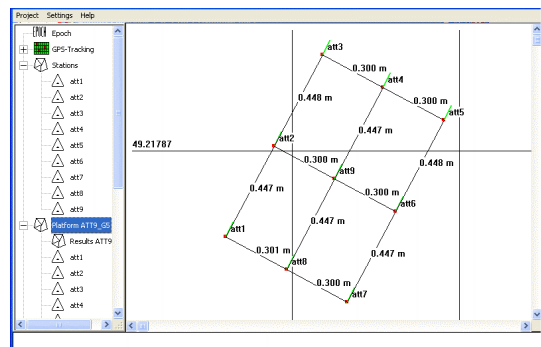 Project Settings Help
EPOCH Epoch
GPS-Tracking
Stations
att1
att2
att3
att4
att5
att6
att7
att8
att9
Platform ATT9_G5
Results ATT9
att1
att2
att3
att4
att3
0.300 m
att4
0.448 m
0.300 m
att5
49.21787
att2
0.447 m
0.300 m
att9
0.448 m
0.447 m
0.300 m
att6
att1
0.447 m
0.301 m
att8
0.447 m
0.300 m
att7